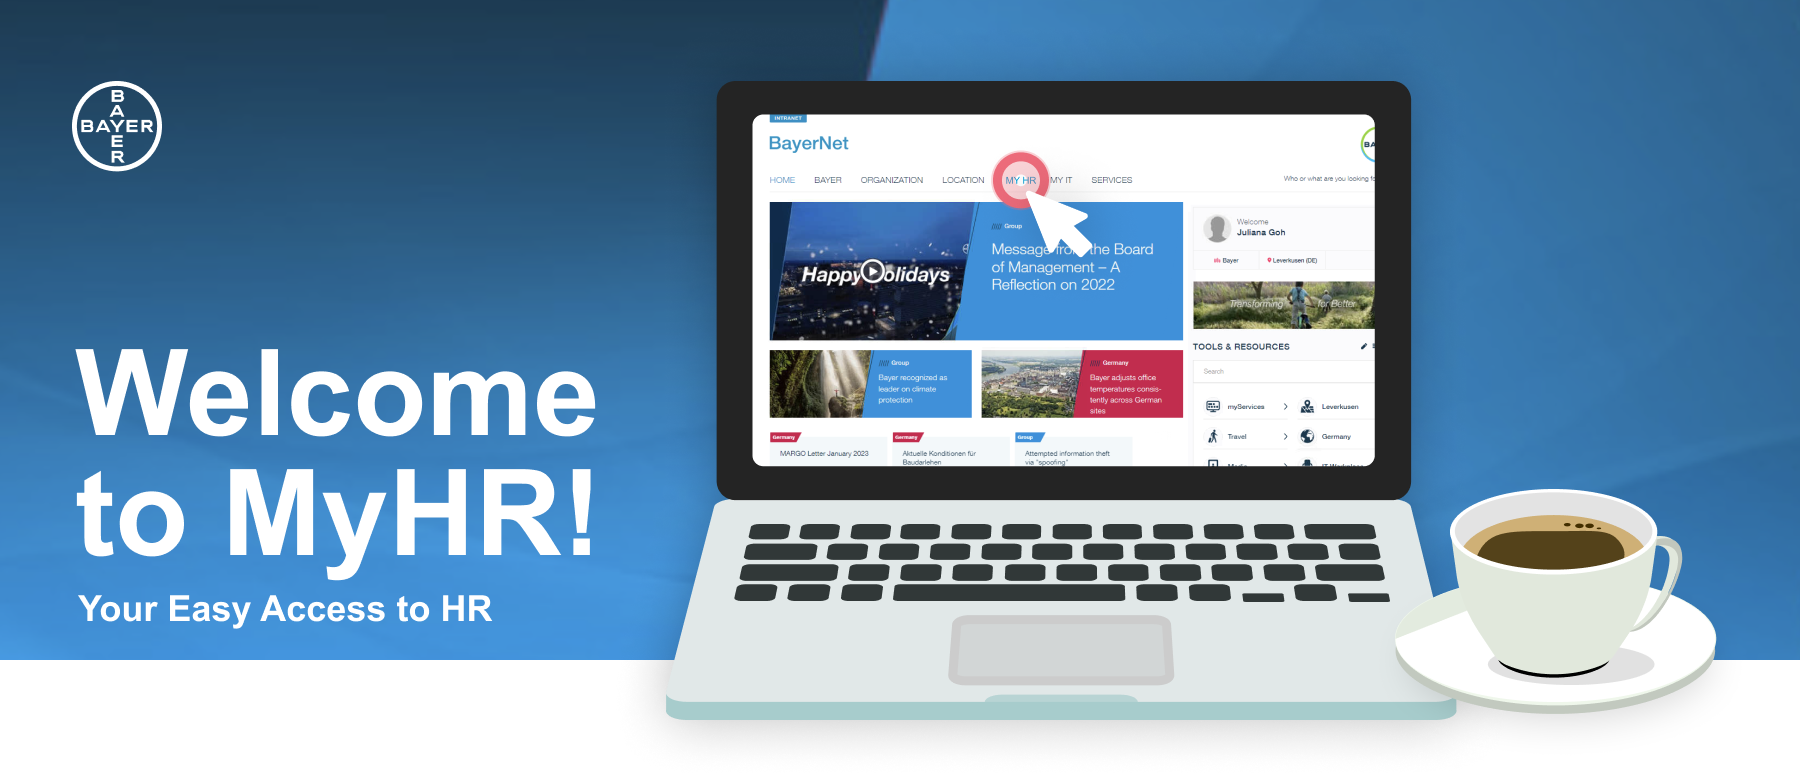 BAYER
BAYER
Welcome
to MyHR!
Your Easy Access to HR
INTRANET
BayerNet
HOME BAYER ORGANIZATION LOCATION MY HR MY IT SERVICES
Who or what are you looking
Happy Holidays
Group
Message from the Board
of Management – A
Reflection on 2022
Welcome
Juliana Goh
Bayer
Leverkusen (DE)
Transforming for Better
TOOLS & RESOURCES
Search
myServices
Leverkusen
Travel
Germany
Group
Bayer recognized as
leader on climate
protection
Germany
Bayer adjusts office
temperatures consis-
tently across German
sites
Germany
MARGO Letter January 2023
Germany
Aktuelle Konditionen für
Baudarlehen
Group
Attempted information theft
via "spoofing"